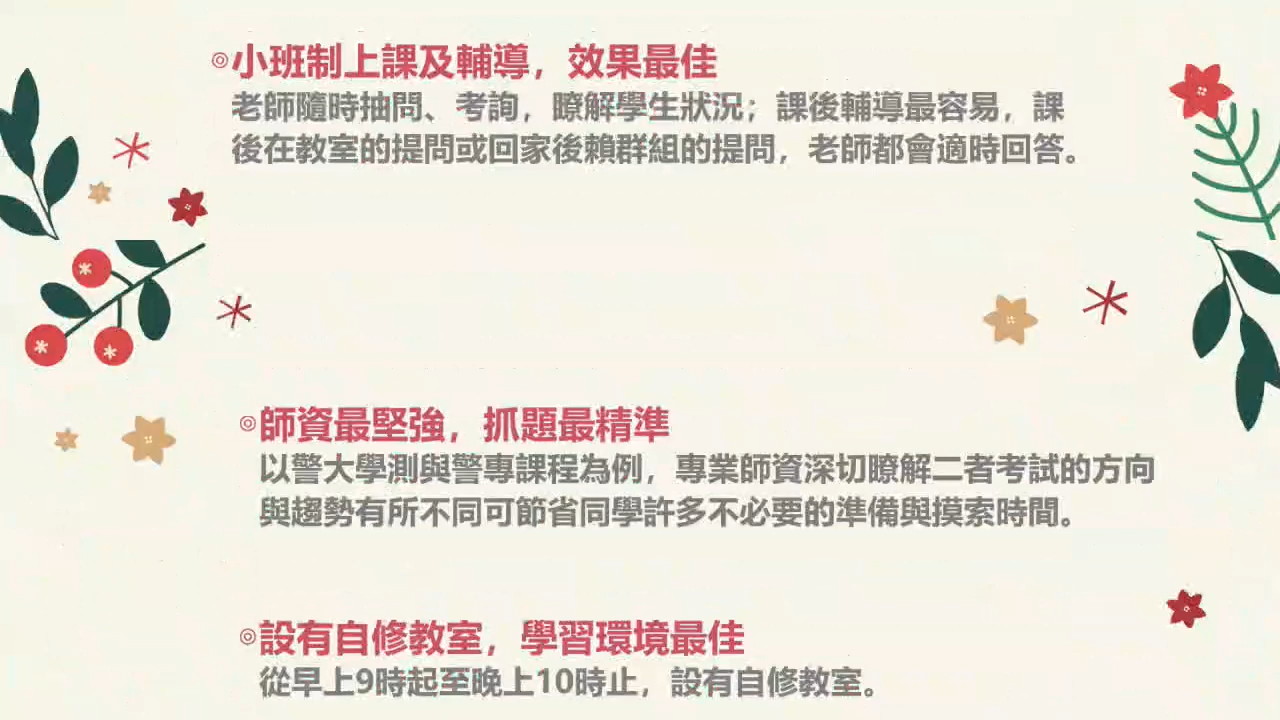 ◎小班制上課及輔導，效果最佳
老師隨時抽問、考詢，瞭解學生狀況；課後輔導最容易，課
後在教室的提問或回家後賴群組的提問，老師都會適時回答。
◎師資最堅強，抓題最精準
以警大學測與警專課程為例，專業師資深切瞭解二者考試的方向
與趨勢有所不同可節省同學許多不必要的準備與摸索時間。
◎設有自修教室，學習環境最佳
從早上9時起至晚上10時止，設有自修教室。